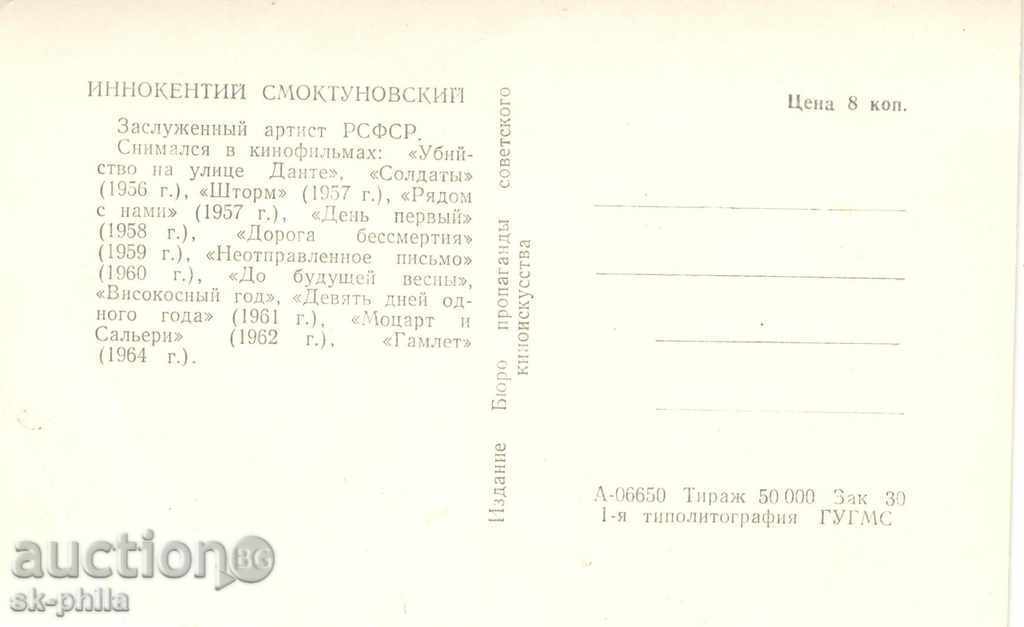 ИННОКЕНТИЙ СМОКТУНОВСКИЙ
Заслуженный артист РСФСР.
Снимался в кинофильмах: «Убий-
ство на улице Данте», «Солдаты»
(1956 г.), «Шторм» (1957 г.), «Рядом
с нами» (1957 г.), «День первый»
(1958 г.), «Дорога бессмертия»
(1959 г.), «Неотправленное письмо»
(1960 г.), «До будущей весны»,
«Високосный год», «Девять дней од-
ного года» (1961 г.), «Моцарт и
Сальери» (1962 г.), «Гамлет»
(1964 г.).
Издание Бюро пропаганды советского
киноискусства
Цена 8 коп.
А-06650 Тираж 50 000 Зак 30
1-я типолитография ГУГМС
auction BG
sk-phila